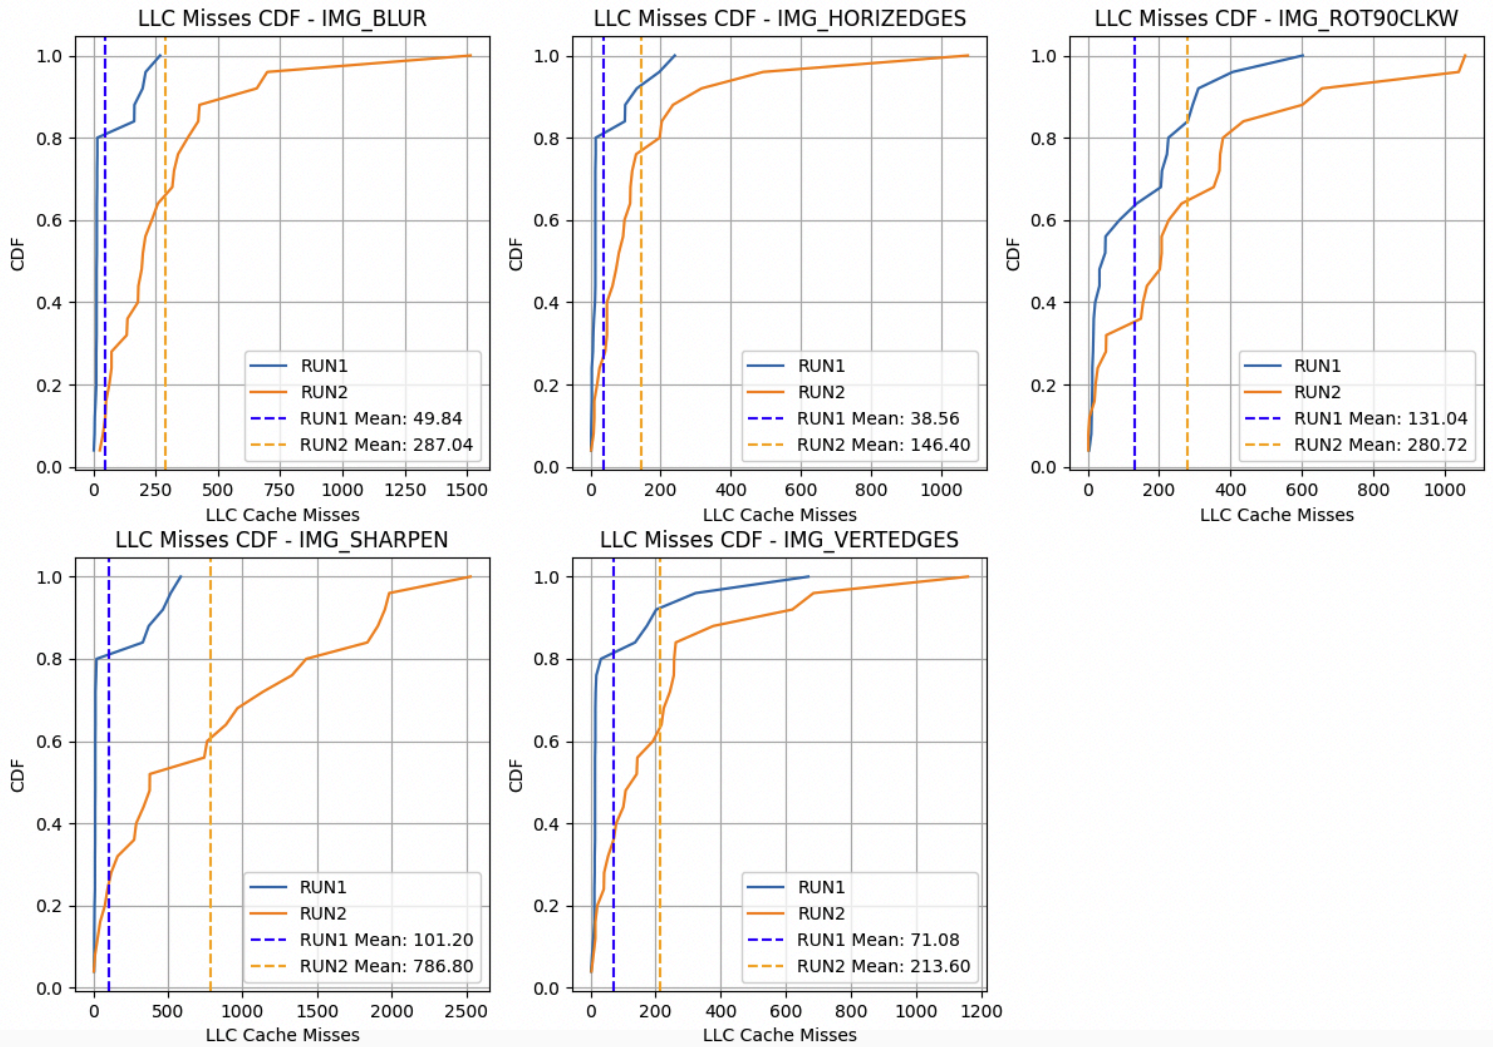 LLC Misses CDF - IMG_BLUR
CDF
1.0
0.8
0.6
0.4
0.2
0.0
RUN1
RUN2
RUN1 Mean: 49.84
RUN2 Mean: 287.04
0 250 500 750 1000 1250 1500
LLC Cache Misses
LLC Misses CDF - IMG_HORIZEDGES
CDF
1.0
0.8
0.6
0.4
0.2
0.0
RUN1
RUN2
RUN1 Mean: 38.56
RUN2 Mean: 146.40
0 200 400 600 800 1000
LLC Cache Misses
LLC Misses CDF - IMG_ROT90CLKW
CDF
1.0
0.8
0.6
0.4
0.2
0.0
RUN1
RUN2
RUN1 Mean: 131.04
RUN2 Mean: 280.72
0 200 400 600 800 1000
LLC Cache Misses
LLC Misses CDF - IMG_SHARPEN
CDF
1.0
0.8
0.6
0.4
0.2
0.0
RUN1
RUN2
RUN1 Mean: 101.20
RUN2 Mean: 786.80
0 500 1000 1500 2000 2500
LLC Cache Misses
LLC Misses CDF - IMG_VERTEDGES
CDF
1.0
0.8
0.6
0.4
0.2
0.0
RUN1
RUN2
RUN1 Mean: 71.08
RUN2 Mean: 213.60
0 200 400 600 800 1000 1200
LLC Cache Misses